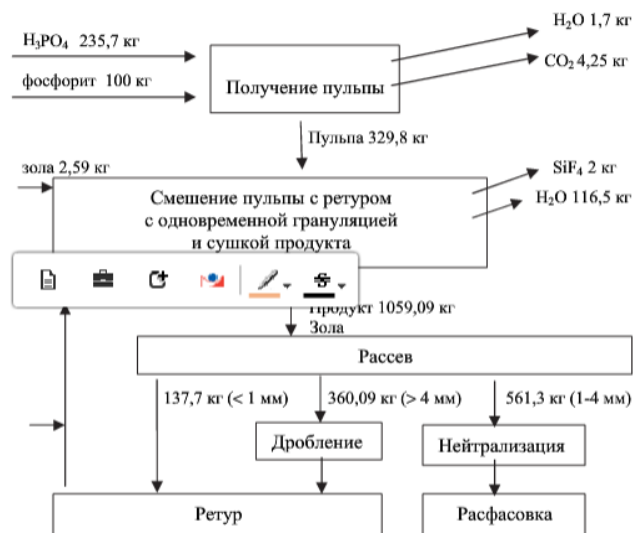 H₃PO₄ 235,7 кг
фосфорит 100 кг
Получение пульпы
H₂O 1,7 кг
CO₂ 4,25 кг
Пульпа 329,8 кг
зола 2,59 кг
Смешение пульпы с ретуром
с одновременной грануляцией
и сушкой продукта
SiF₄ 2 кг
H₂O 116,5 кг
Продукт 1059,09 кг
Зола
Рассев
137,7 кг (< 1 мм)
360,09 кг (> 4 мм)
561,3 кг (1-4 мм)
Дробление
Нейтрализация
Ретур
Расфасовка